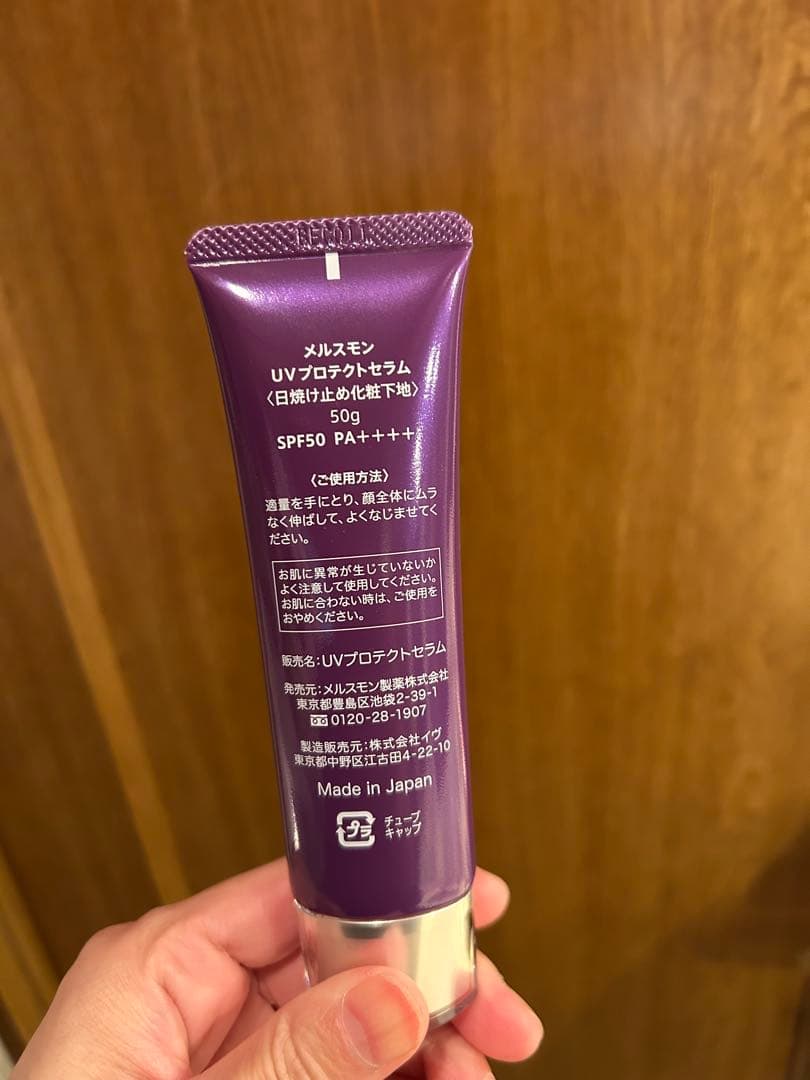 メルスモン
UVプロテクトセラム
〈日焼け止め化粧下地〉
50g
SPF50 PA++++
〈ご使用方法〉
適量を手にとり、顔全体にムラ
なく伸ばして、よくなじませてく
ださい。
お肌に異常が生じていないか
よく注意して使用してください。
お肌に合わない時は、ご使用を
おやめください。
販売名：UVプロテクトセラム
発売元：メルスモン製薬株式会社
東京都豊島区池袋2-39-1
0120-28-1907
製造販売元：株式会社イヴ
東京都中野区江古田4-22-10
Made in Japan
プラ
チューブ
キャップ